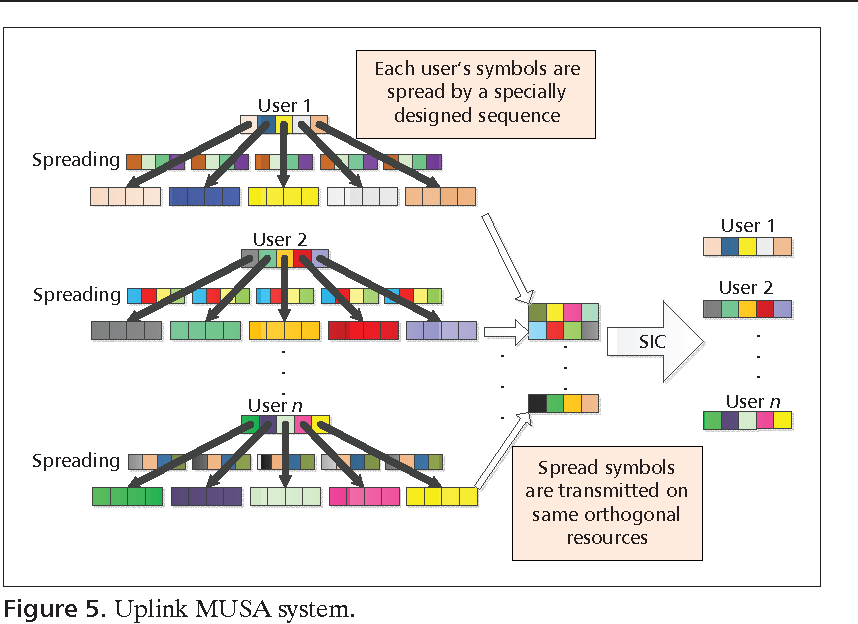 Each user's symbols are
spread by a specially
designed sequence
User 1
Spreading
User 2
Spreading
User n
Spreading
SIC
User 1
User 2
User n
Spread symbols
are transmitted on
same orthogonal
resources
Figure 5. Uplink MUSA system.